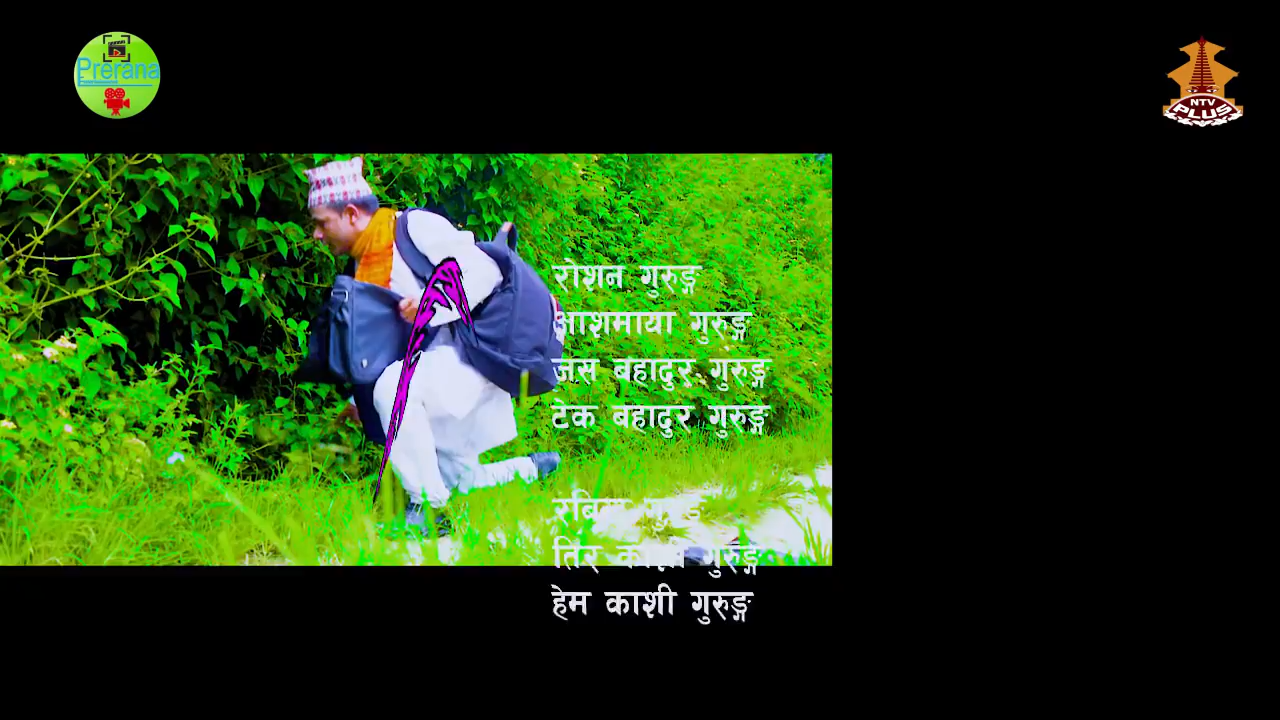 Prerana
NTV
PLUS
रोशन गुरुङ्ग
आशमाया गुरुङ्ग
जस बहादुर गुरुङ्ग
टेक बहादुर गुरुङ्ग
गुरुङ्ग
तिर काशी गुरुङ्ग
हेम काशी गुरुङ्ग